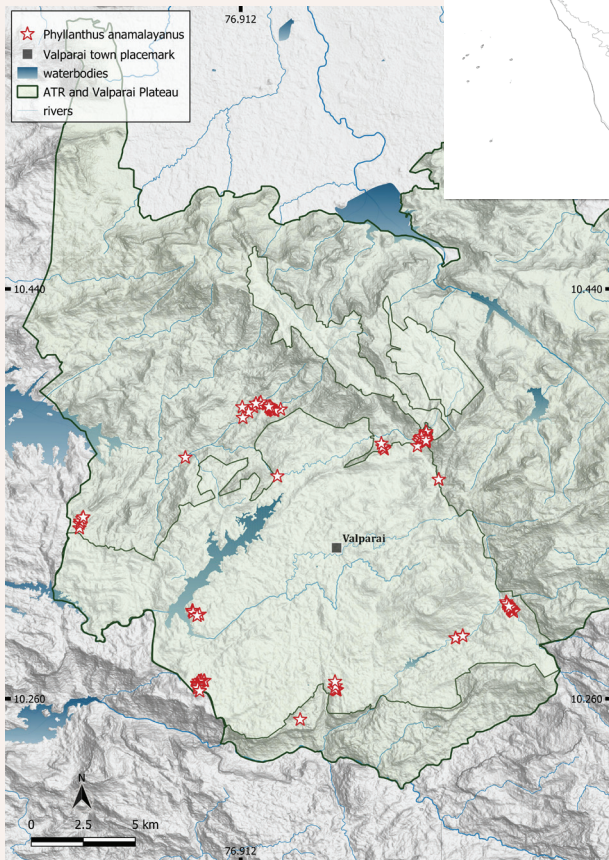 76.912
Phyllanthus anamalayanus
Valparai town placemark
waterbodies
ATR and Valparai Plateau
rivers
10.440
10.440
Valparai
10.260
10.260
N
0 2.5 5 km
76.912